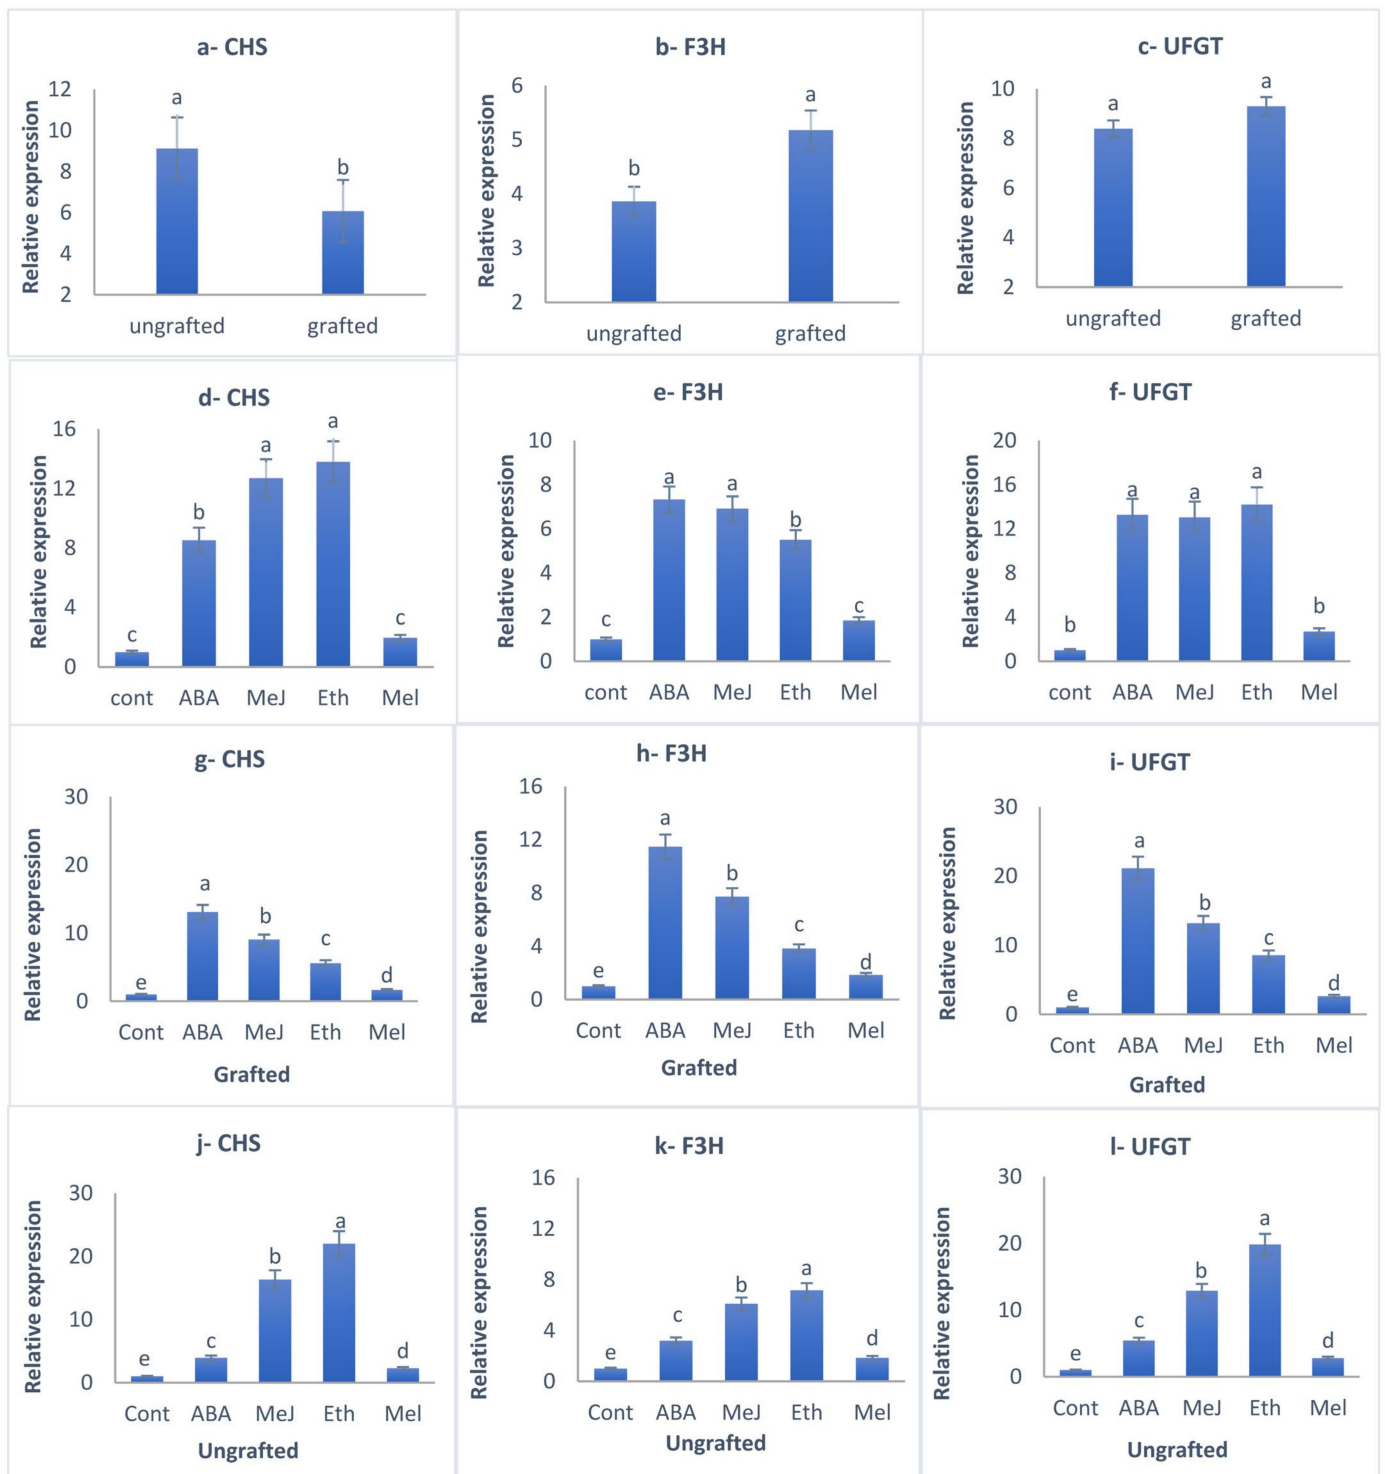 a- CHS
Relative expression
12
10
8
6
4
2
a
b
ungrafted grafted
b- F3H
Relative expression
6
5
4
3
2
b
a
ungrafted grafted
c- UFGT
Relative expression
10
8
6
4
2
a
a
ungrafted grafted
d- CHS
Relative expression
16
12
8
4
0
c b a a c
cont ABA MeJ Eth Mel
e- F3H
Relative expression
10
8
6
4
2
0
c a a b c
cont ABA MeJ Eth Mel
f- UFGT
Relative expression
20
16
12
8
4
0
b a a a b
cont ABA MeJ Eth Mel
g- CHS
Relative expression
30
20
10
0
e a b c d
Cont ABA MeJ Eth Mel
Grafted
h- F3H
Relative expression
16
12
8
4
0
e a b c d
Cont ABA MeJ Eth Mel
Grafted
i- UFGT
Relative expression
30
20
10
0
e a b c d
Cont ABA MeJ Eth Mel
Grafted
j- CHS
Relative expression
30
20
10
0
e c b a d
Cont ABA MeJ Eth Mel
Ungrafted
k- F3H
Relative expression
16
12
8
4
0
e c b a d
Cont ABA MeJ Eth Mel
Ungrafted
l- UFGT
Relative expression
30
20
10
0
e c b a d
Cont ABA MeJ Eth Mel
Ungrafted